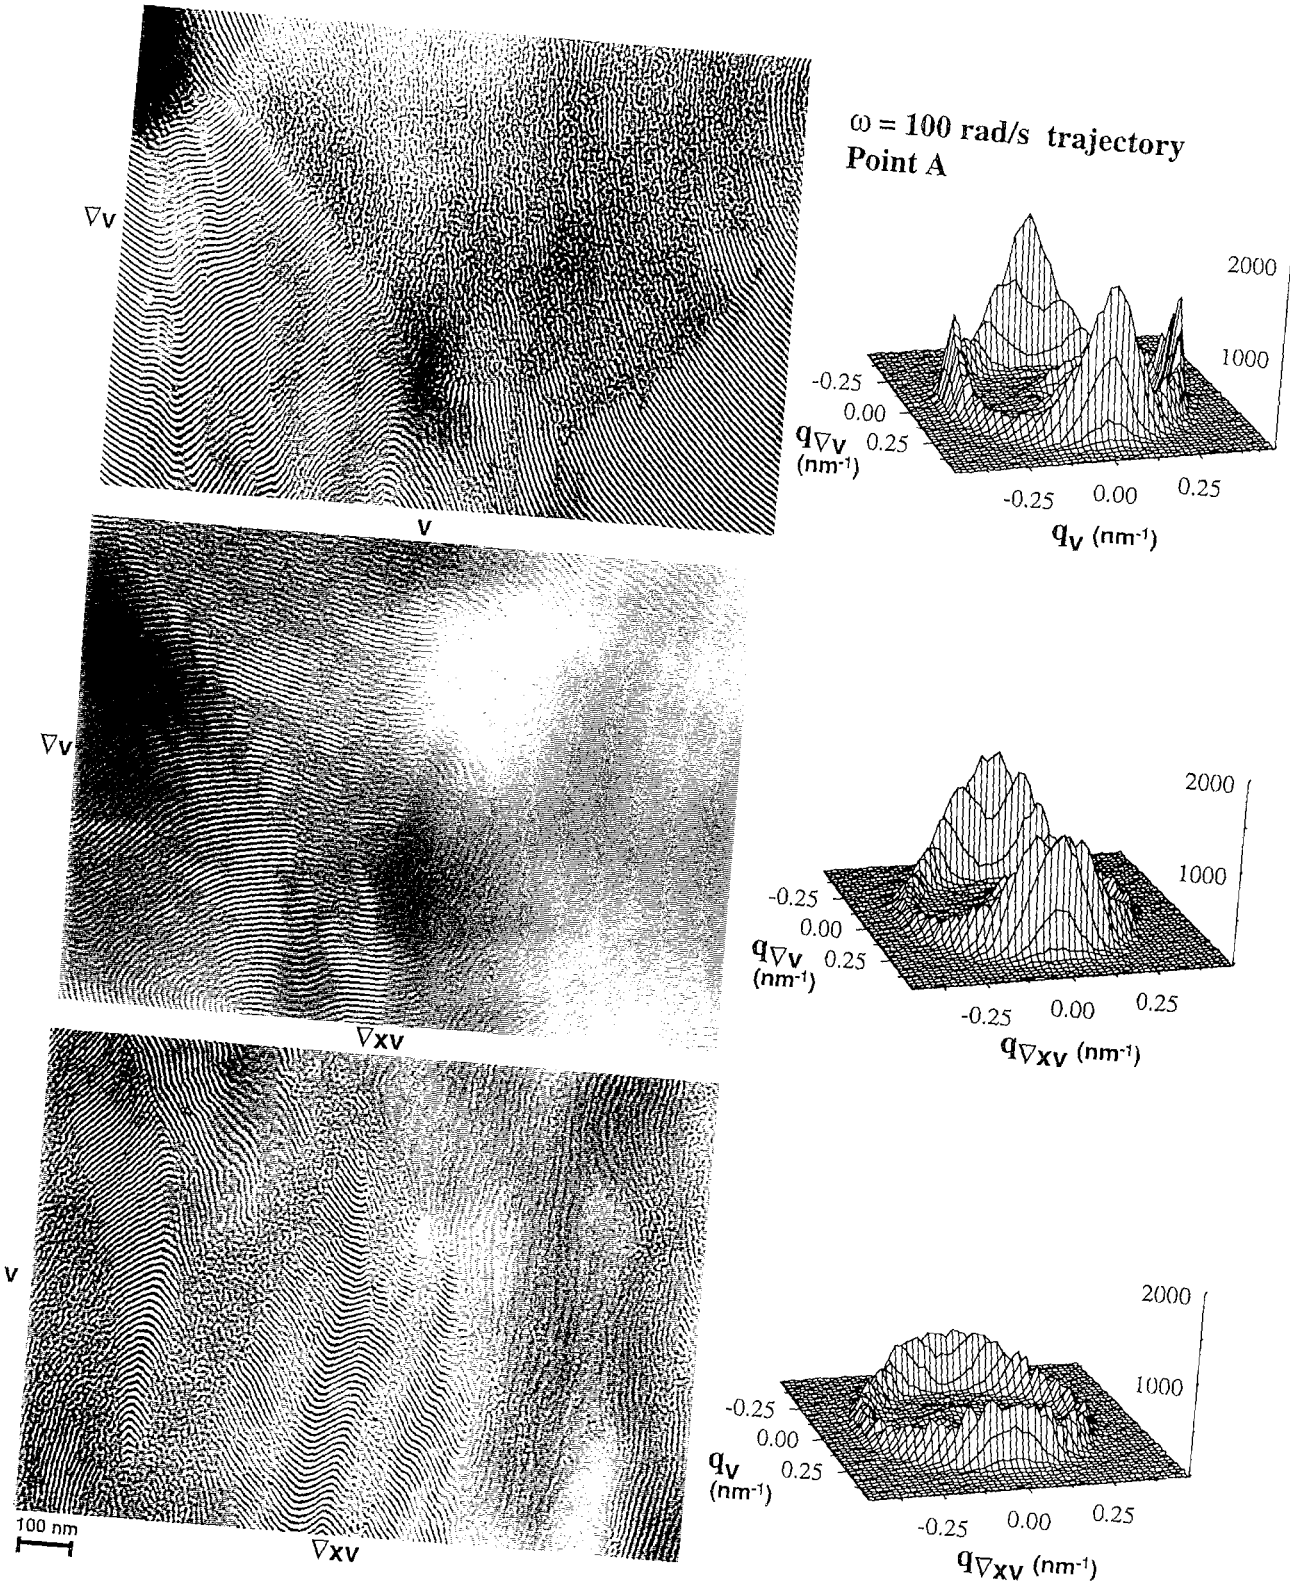 ω = 100 rad/s trajectory
Point A
∇v
v
2000
1000
-0.25
0.00
0.25
q∇v
(nm-1)
-0.25
0.00
0.25
qv (nm-1)
∇v
∇xv
2000
1000
-0.25
0.00
0.25
q∇v
(nm-1)
-0.25
0.00
0.25
q∇xv (nm-1)
v
∇xv
100 nm
2000
1000
-0.25
0.00
0.25
qv
(nm-1)
-0.25
0.00
0.25
q∇xv (nm-1)